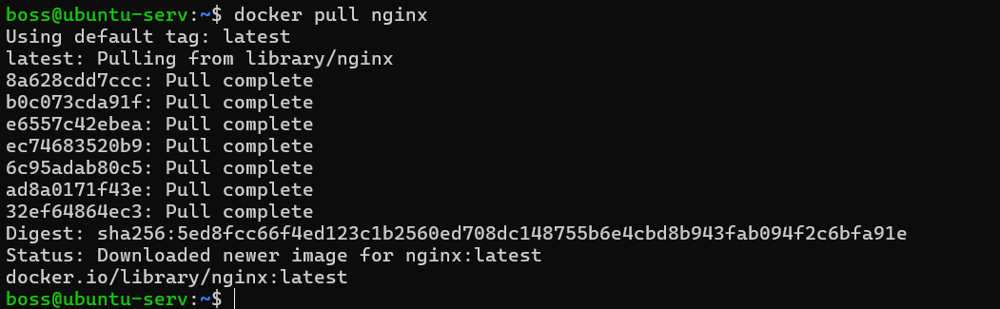 boss@ubuntu-serv:~$ docker pull nginx
Using default tag: latest
latest: Pulling from library/nginx
8a628cdd7ccc: Pull complete
b0c073cda91f: Pull complete
e6557c42ebea: Pull complete
ec74683520b9: Pull complete
6c95adab80c5: Pull complete
ad8a0171f43e: Pull complete
32ef64864ec3: Pull complete
Digest: sha256:5ed8fcc66f4ed123c1b2560ed708dc148755b6e4cbd8b943fab094f2c6bfa91e
Status: Downloaded newer image for nginx:latest
docker.io/library/nginx:latest
boss@ubuntu-serv:~$